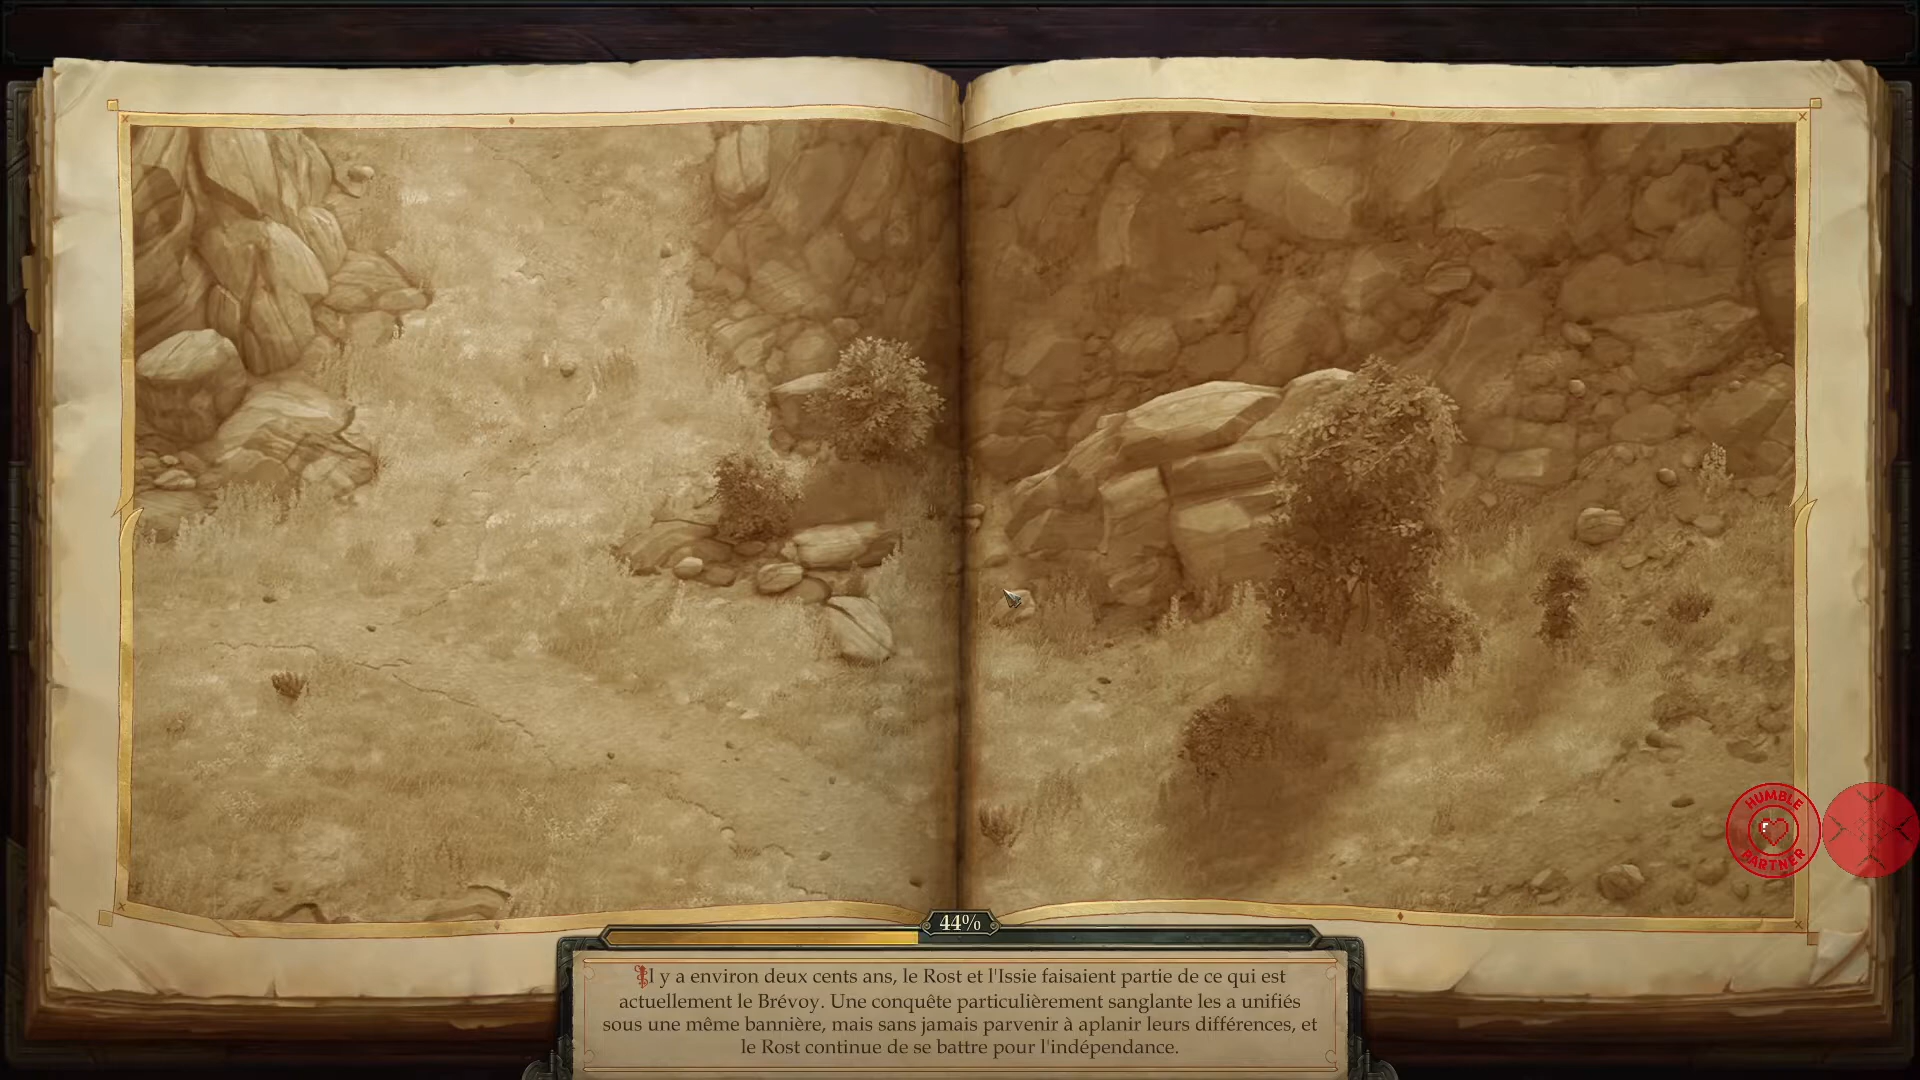 HUMBLE
PARTNER
44%
Il y a environ deux cents ans, le Rost et l'Issie faisaient partie de ce qui est
actuellement le Brévoy. Une conquête particulièrement sanglante les a unifiés
sous une même bannière, mais sans jamais parvenir à aplanir leurs différences, et
le Rost continue de se battre pour l'indépendance.